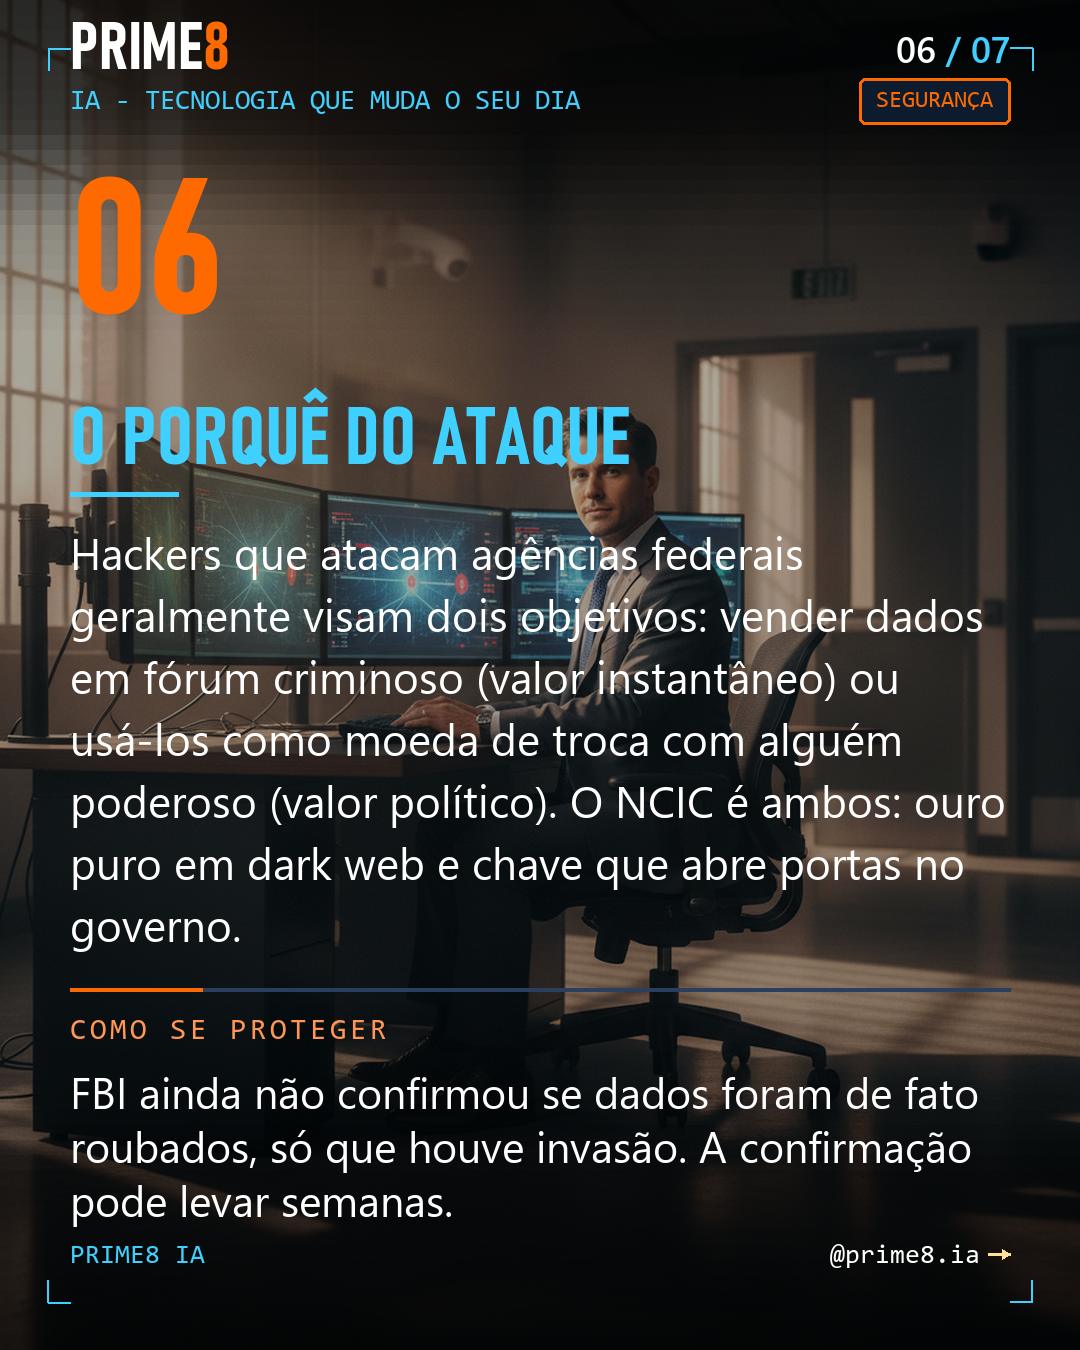 PRIME8
06 / 07
IA - TECNOLOGIA QUE MUDA O SEU DIA
SEGURANÇA
06
EXIT
O PORQUÊ DO ATAQUE
Hackers que atacam agências federais
geralmente visam dois objetivos: vender dados
em fórum criminoso (valor instantâneo) ou
usá-los como moeda de troca com alguém
poderoso (valor político). O NCIC é ambos: ouro
puro em dark web e chave que abre portas no
governo.
COMO SE PROTEGER
FBI ainda não confirmou se dados foram de fato
roubados, só que houve invasão. A confirmação
pode levar semanas.
PRIME8 IA
@prime8.ia